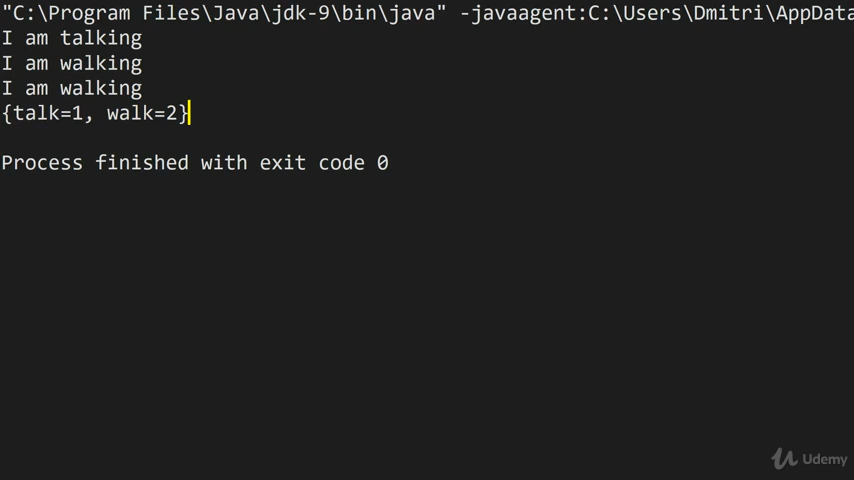 "C:\Program Files\Java\jdk-9\bin\java" -javaagent:C:\Users\Dmitri\AppData
I am talking
I am walking
I am walking
{talk=1, walk=2}
Process finished with exit code 0
Udemy